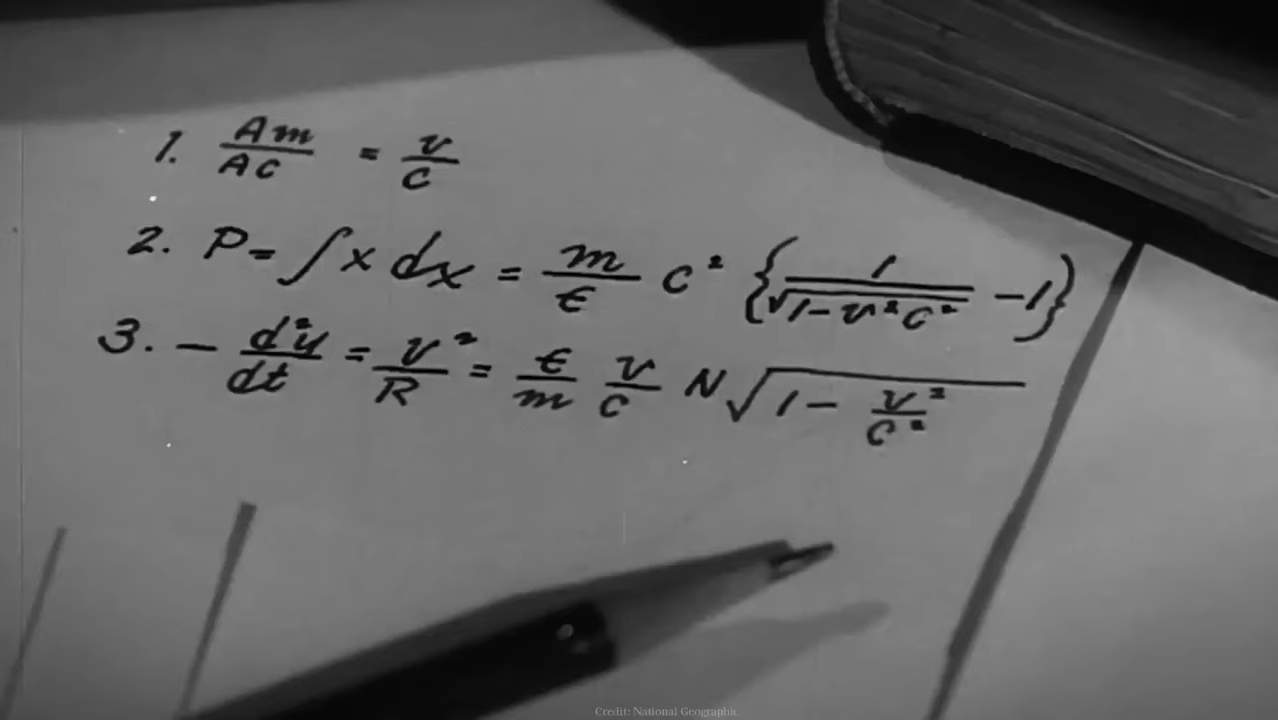 1. Am/AC = v/c
2. P = ∫x dx = m/ϵ c² {1/√1-v²c² -1}
3. - d²y/dt = v²/R = ϵ/m v/c N√1- v²/c²
Credit: National Geographic